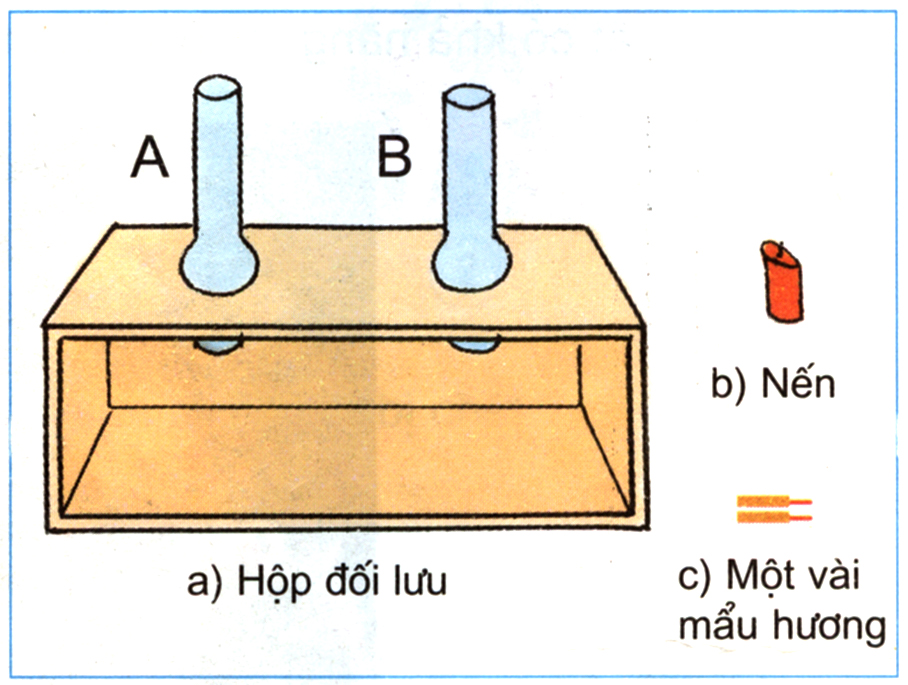 A
B
b) Nến
a) Hộp đối lưu
c) Một vài
mẩu hương